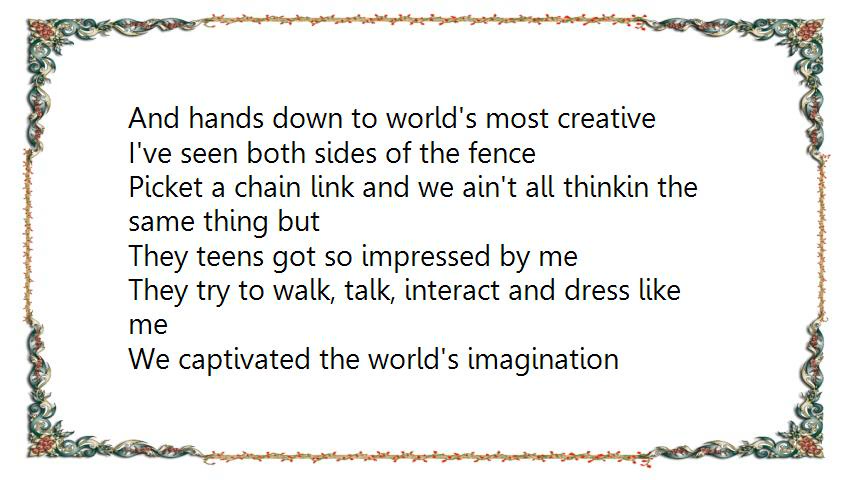 And hands down to world's most creative
I've seen both sides of the fence
Picket a chain link and we ain't all thinkin the
same thing but
They teens got so impressed by me
They try to walk, talk, interact and dress like
me
We captivated the world's imagination